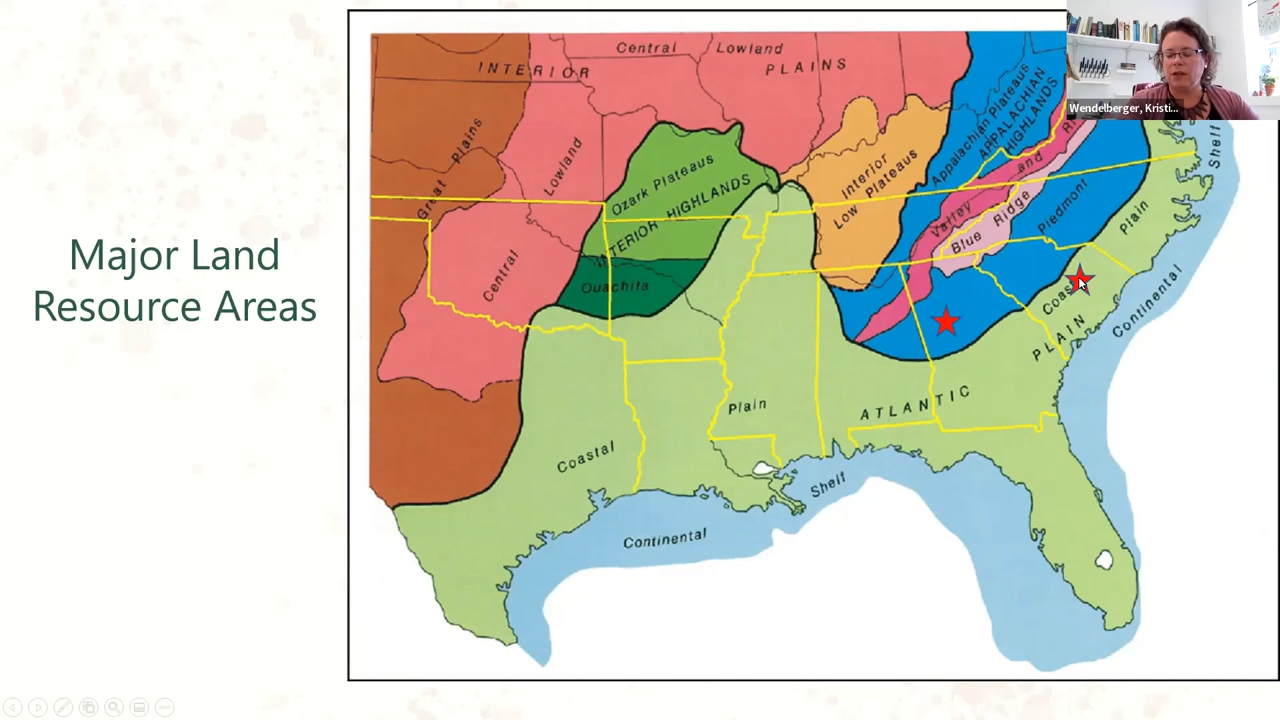 Major Land
Resource Areas
Central Lowland
INTERIOR PLAINS
Great Plains
Lowland
Central
Ozark Plateaus
INTERIOR HIGHLANDS
Ouachita
Interior
Low Plateaus
Appalachian Plateaus
APPALACHIAN
HIGHLANDS
Valley and
Blue Ridge
Piedmont
Plain
Coas
PLAIN
ATLANTIC
Plain
Coastal
Shelf
Continental
Continental
Shelf
Wendelberger, Kristi...